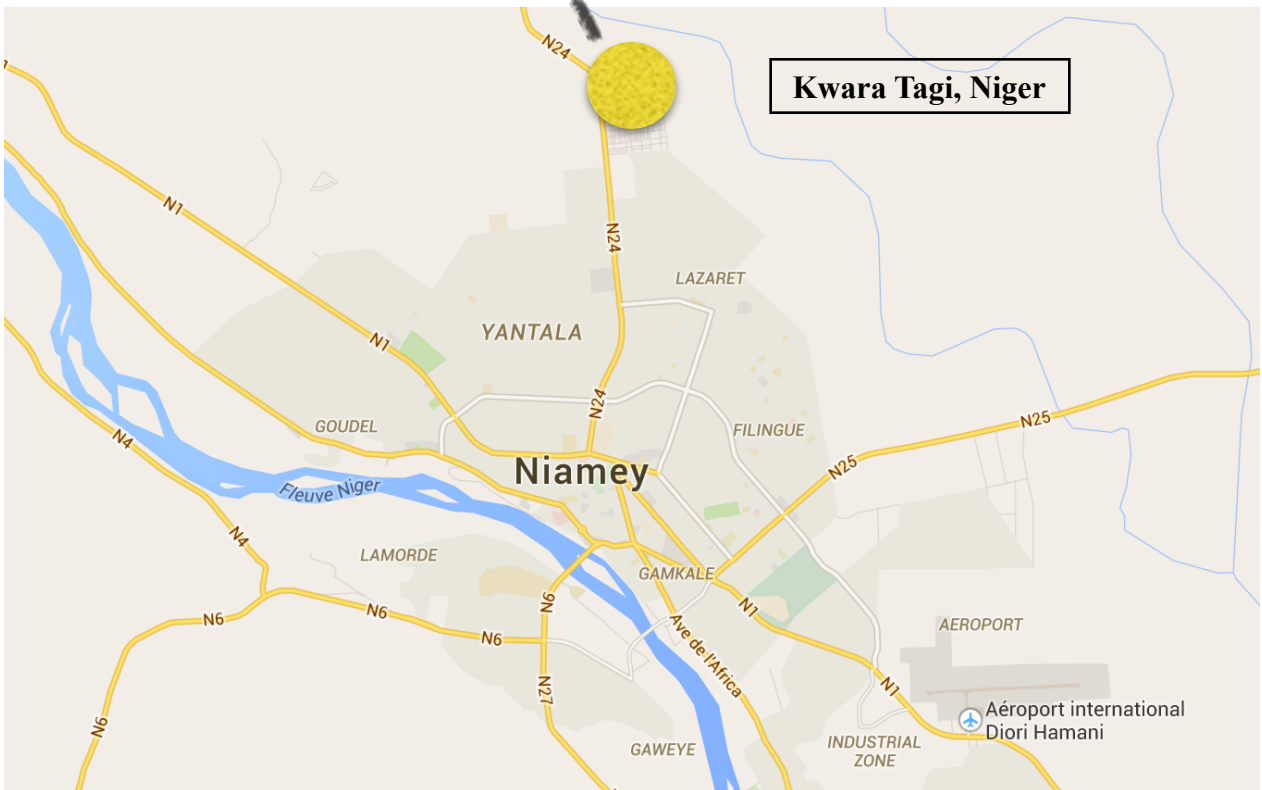 N24
Kwara Tagi, Niger
N1
N24
LAZARET
YANTALA
N1
N24
GOUDEL
FILINGUE
N25
N4
N25
Niamey
Fleuve Niger
N4
LAMORDE
GAMKALE
N6
N6
N6
N1
N6
Ave de l'Africa
AEROPORT
N27
N1
N6
Aéroport international
Diori Hamani
GAWEYE
INDUSTRIAL
ZONE